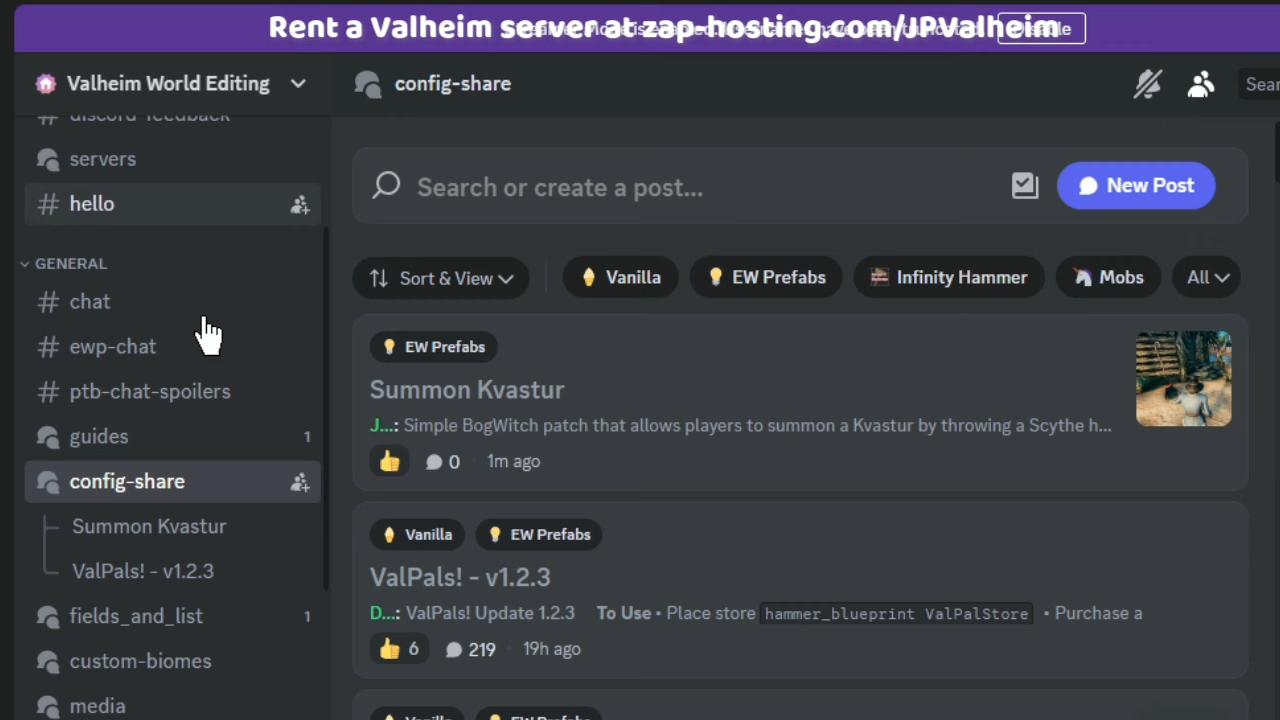 Rent a Valheim server at zap-hosting.com/JPValheim
Valheim World Editing
config-share
Sear
discord-feedback
servers
hello
GENERAL
chat
ewp-chat
ptb-chat-spoilers
guides 1
config-share
Summon Kvastur
ValPals! - v1.2.3
fields_and_list 1
custom-biomes
media
Search or create a post...
New Post
Sort & View
Vanilla
EW Prefabs
Infinity Hammer
Mobs
All
EW Prefabs
Summon Kvastur
J...: Simple BogWitch patch that allows players to summon a Kvastur by throwing a Scythe h...
0 1m ago
Vanilla EW Prefabs
ValPals! - v1.2.3
D...: ValPals! Update 1.2.3 To Use • Place store hammer_blueprint ValPalStore • Purchase a
6 219 19h ago
Vanilla EW Prefabs